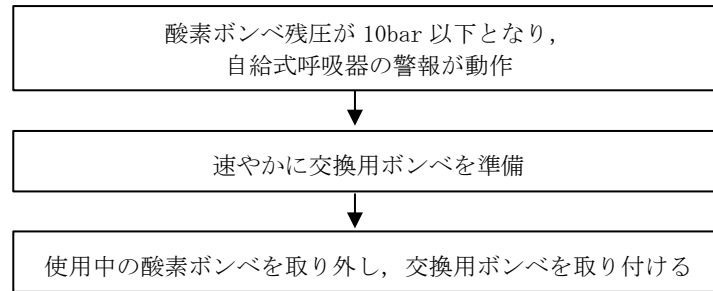 酸素ボンベ残圧が 10bar 以下となり，
自給式呼吸器の警報が動作
速やかに交換用ボンベを準備
使用中の酸素ボンベを取り外し，交換用ボンベを取り付ける